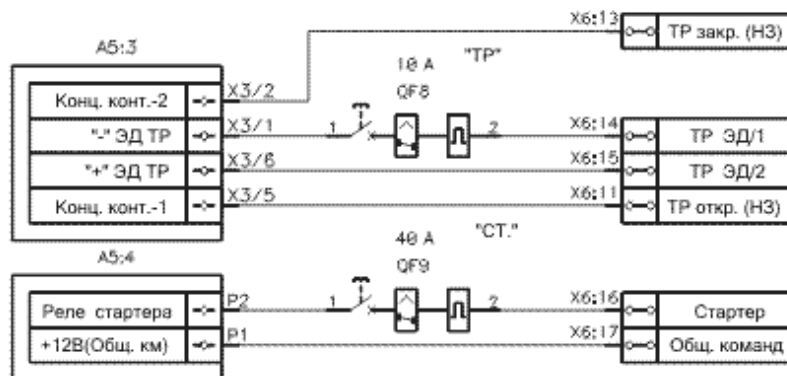 X6:13
ТР закр. (НЗ)
А5:3
10 А
"ТР"
QF8
Конц. конт.-2
X3/2
"-" ЭД ТР
X3/1
1
2
X6:14
ТР ЭД/1
"+" ЭД ТР
X3/6
X6:15
ТР ЭД/2
Конц. конт.-1
X3/5
X6:11
ТР откр. (НЗ)
А5:4
40 А
"СТ."
QF9
Реле стартера
P2
1
2
X6:16
Стартер
+12В(Общ. км)
P1
X6:17
Общ. команд